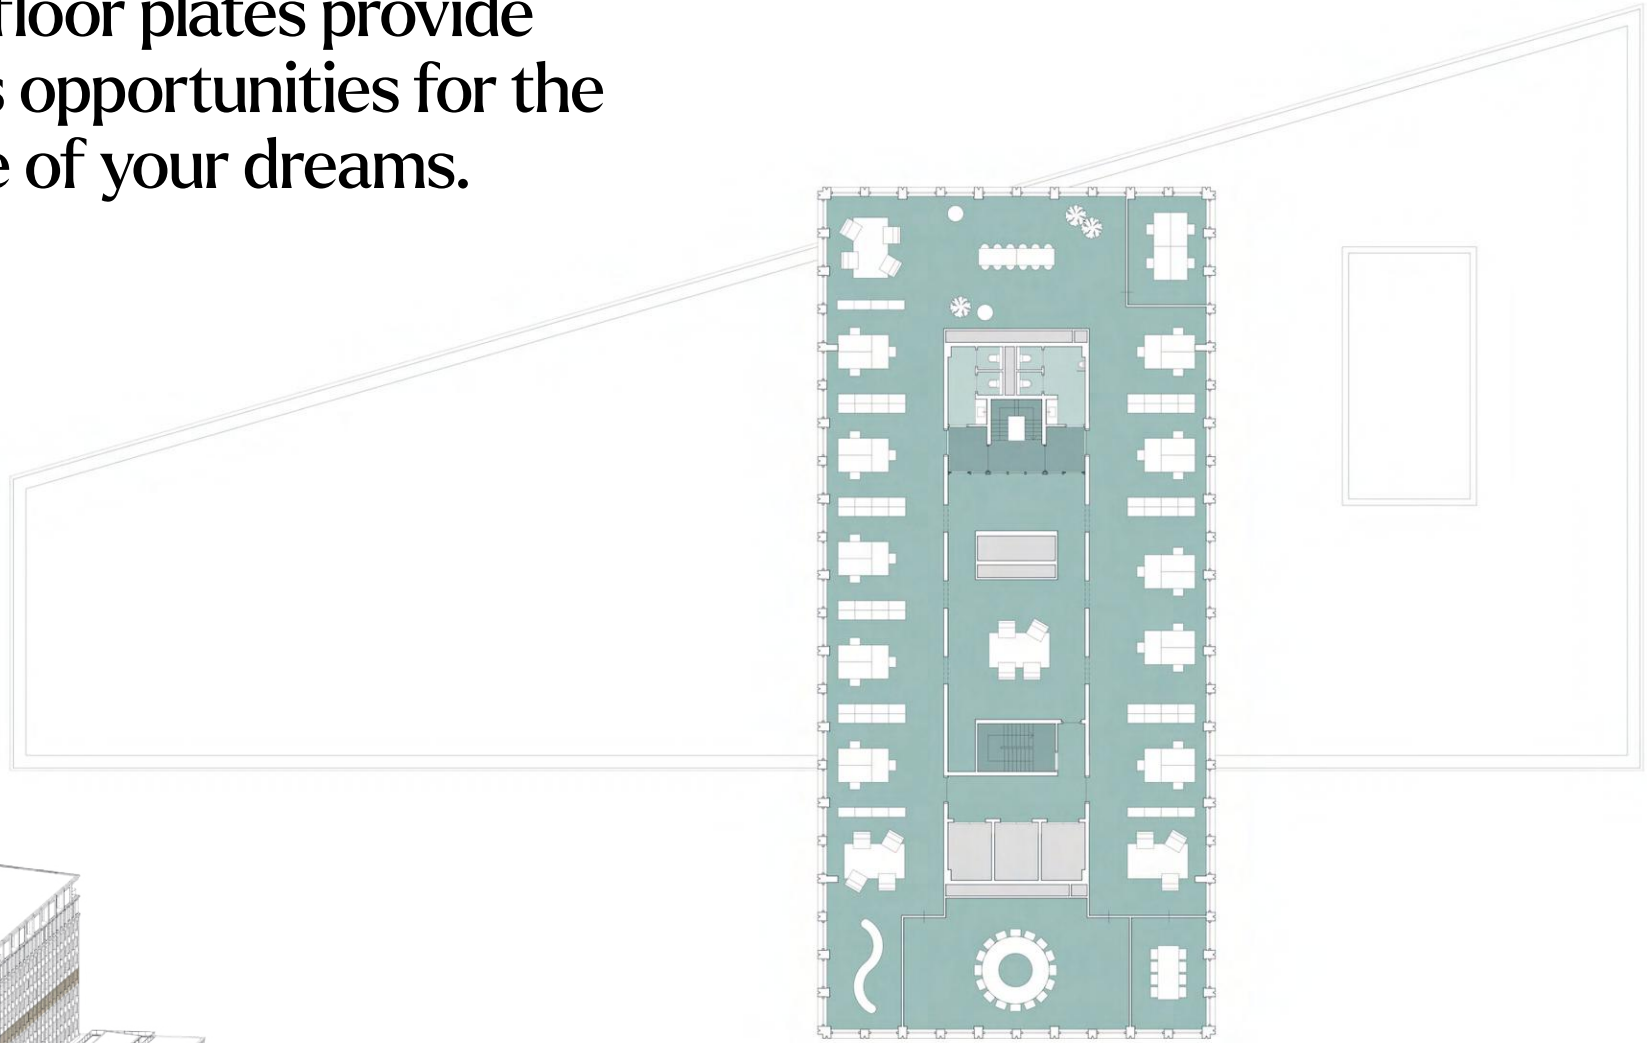 floor plates provide
opportunities for the
of your dreams.